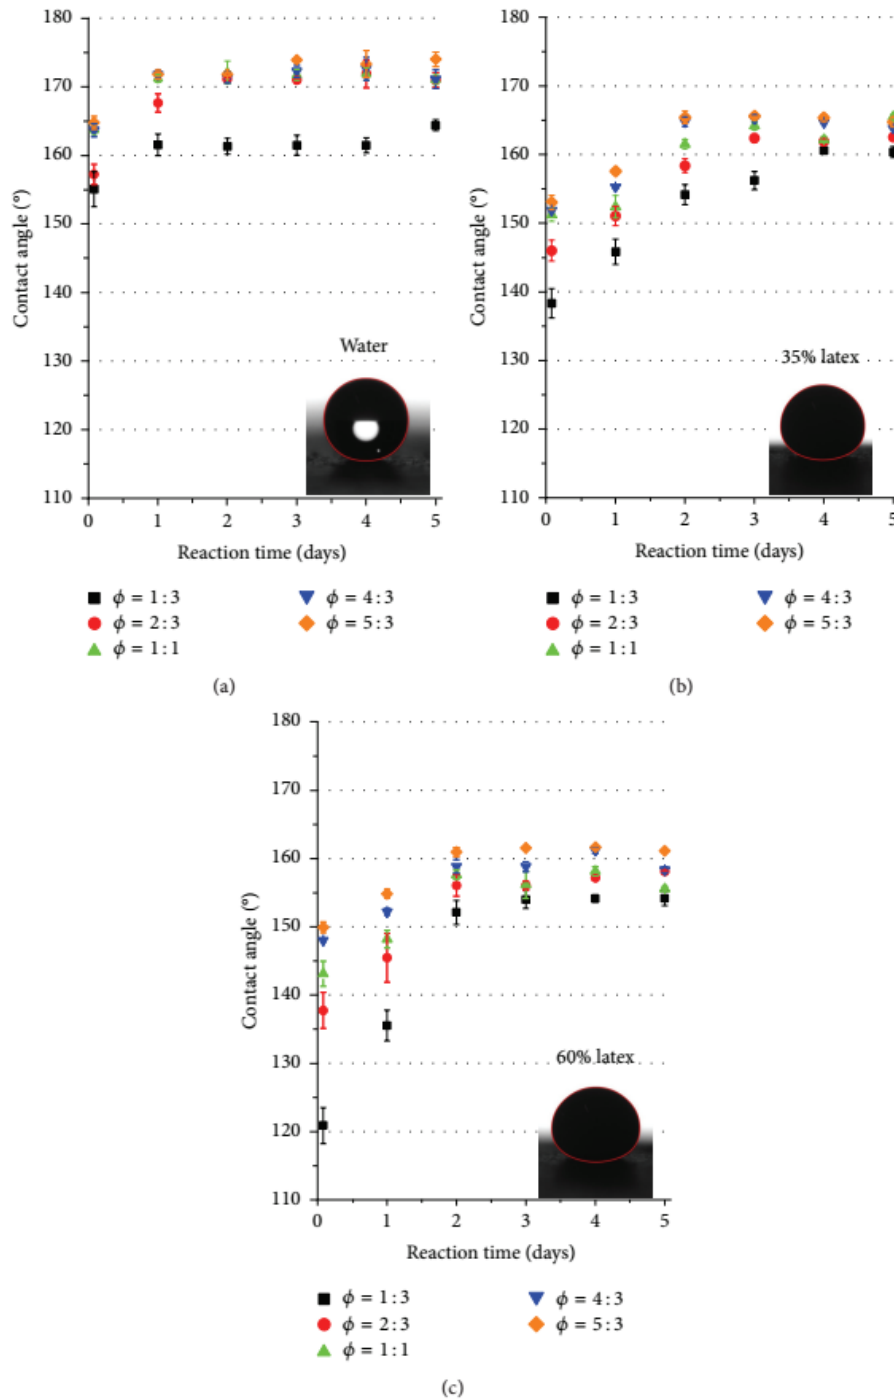 180
170
160
150
140
130
120
110
Contact angle (°)
Water
0 1 2 3 4 5
Reaction time (days)
ϕ = 1 : 3
ϕ = 2 : 3
ϕ = 1 : 1
ϕ = 4 : 3
ϕ = 5 : 3
(a)
180
170
160
150
140
130
120
110
Contact angle (°)
35% latex
0 1 2 3 4 5
Reaction time (days)
ϕ = 1 : 3
ϕ = 2 : 3
ϕ = 1 : 1
ϕ = 4 : 3
ϕ = 5 : 3
(b)
180
170
160
150
140
130
120
110
Contact angle (°)
60% latex
0 1 2 3 4 5
Reaction time (days)
ϕ = 1 : 3
ϕ = 2 : 3
ϕ = 1 : 1
ϕ = 4 : 3
ϕ = 5 : 3
(c)